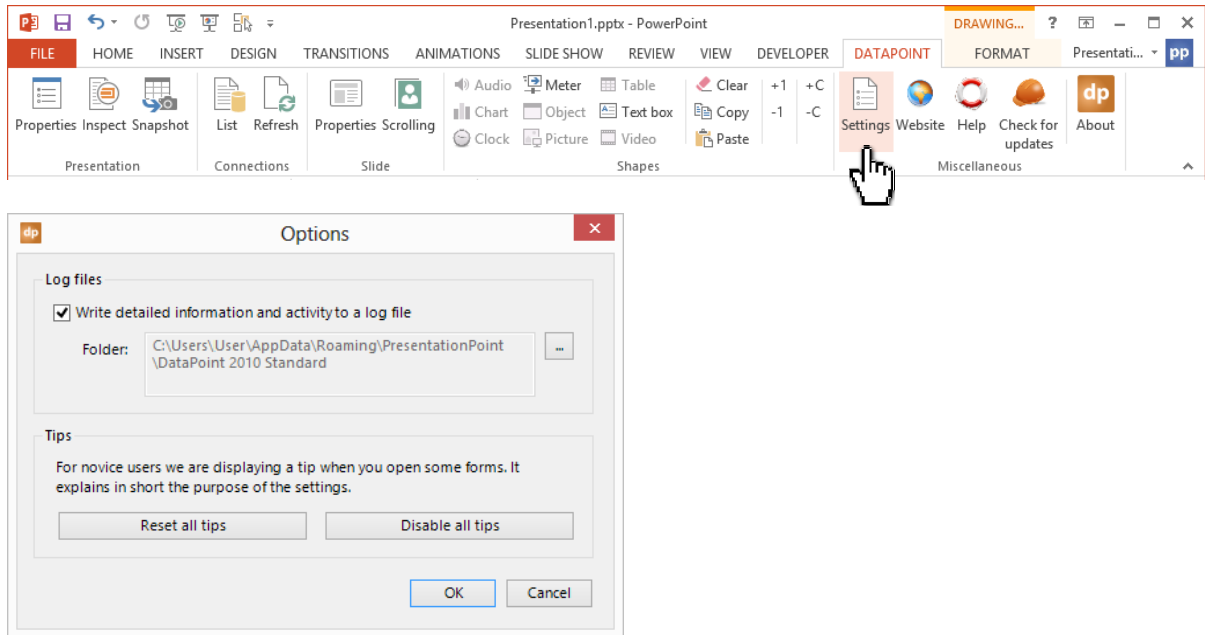 Presentation1.pptx - PowerPoint
DRAWING... ?
FILE HOME INSERT DESIGN TRANSITIONS ANIMATIONS SLIDE SHOW REVIEW VIEW DEVELOPER DATAPOINT FORMAT Presentati... pp
Audio Meter Table Clear +1 +C
Chart Object Text box Copy -1 -C
Clock Picture Video Paste
Properties Inspect Snapshot List Refresh Properties Scrolling Settings Website Help Check for updates dp About
Presentation Connections Slide Shapes Miscellaneous
dp Options
Log files
Write detailed information and activity to a log file
Folder: C:\Users\User\AppData\Roaming\PresentationPoint
\DataPoint 2010 Standard
...
Tips
For novice users we are displaying a tip when you open some forms. It
explains in short the purpose of the settings.
Reset all tips Disable all tips
OK Cancel